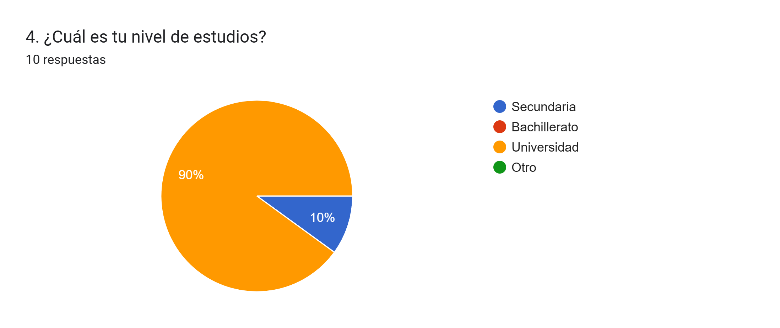 4. ¿Cuál es tu nivel de estudios?
10 respuestas
90%
10%
Secundaria
Bachillerato
Universidad
Otro